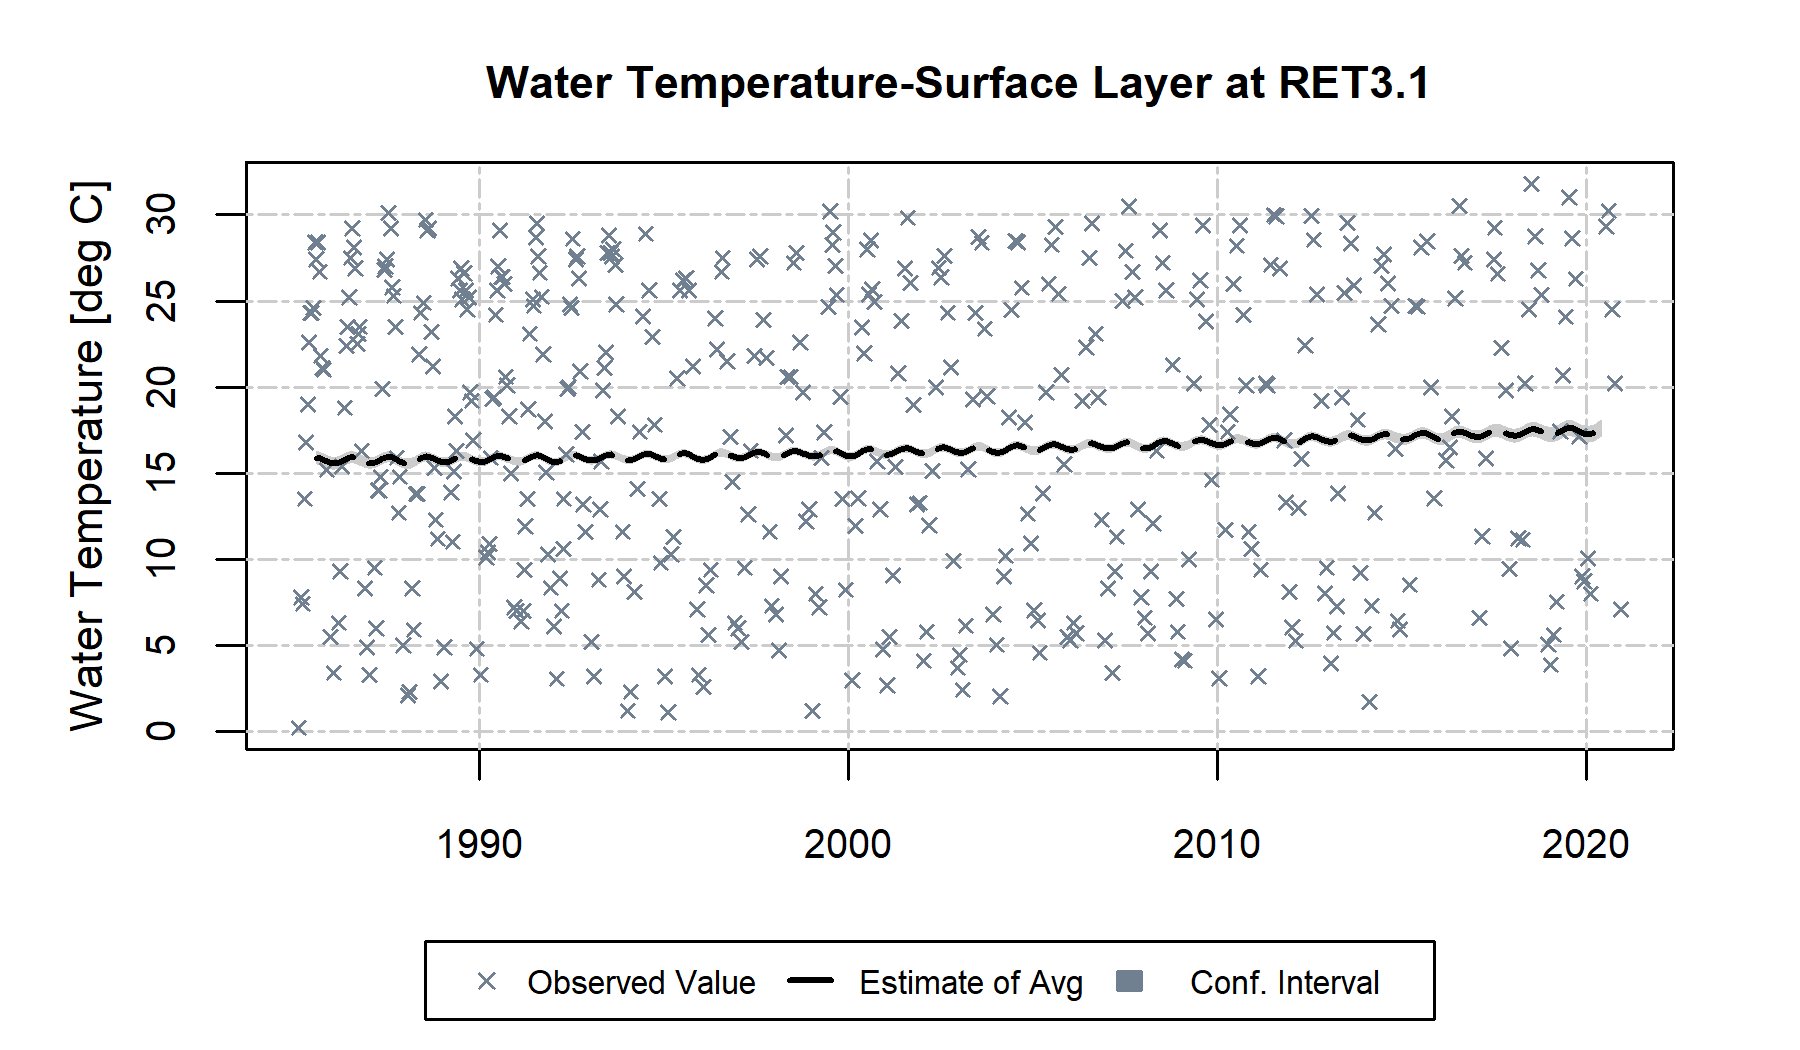 Water Temperature-Surface Layer at RET3.1
Water Temperature [deg C]
30
25
20
15
10
5
0
1990 2000 2010 2020
Observed Value Estimate of Avg Conf. Interval